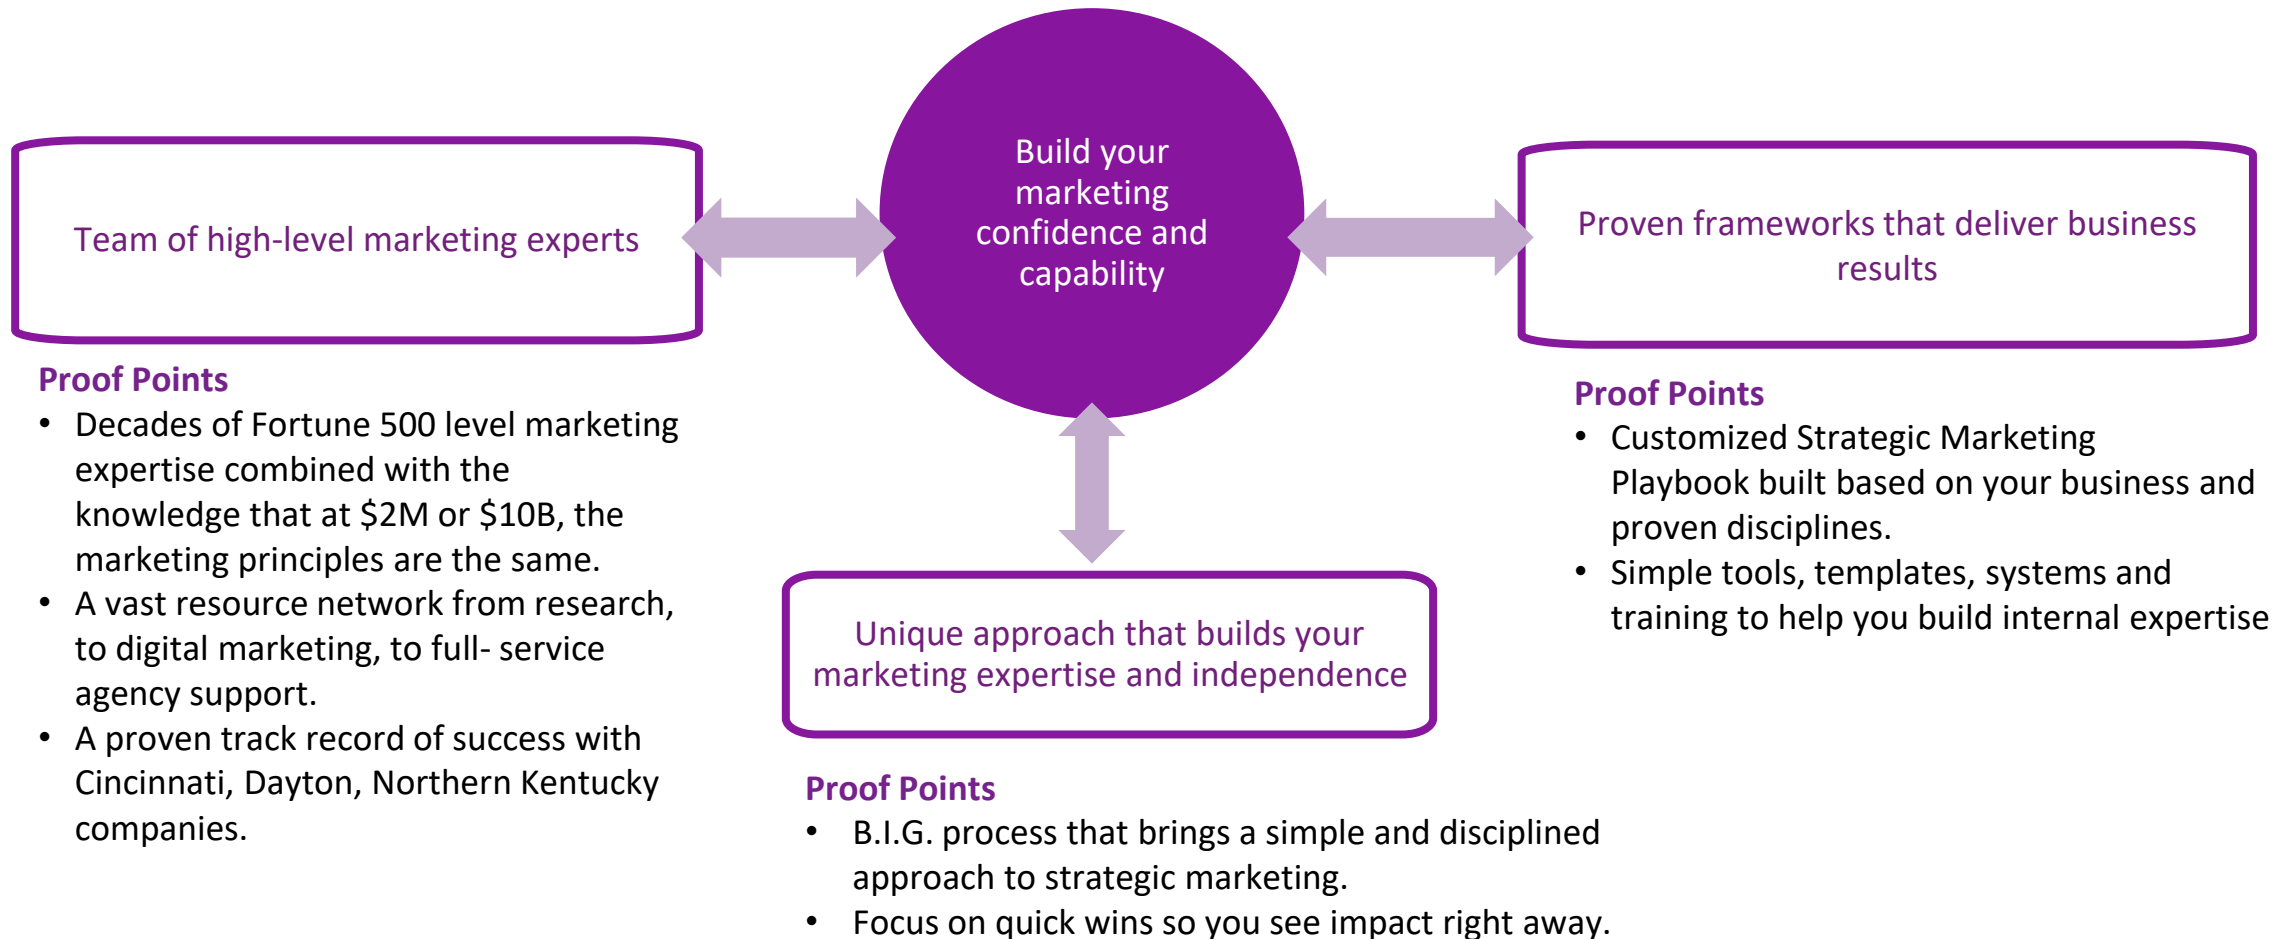 Build your
marketing
confidence and
capability
Team of high-level marketing experts
Proven frameworks that deliver business
results
Proof Points
• Decades of Fortune 500 level marketing
expertise combined with the
knowledge that at $2M or $10B, the
marketing principles are the same.
• A vast resource network from research,
to digital marketing, to full- service
agency support.
• A proven track record of success with
Cincinnati, Dayton, Northern Kentucky
companies.
Unique approach that builds your
marketing expertise and independence
Proof Points
• B.I.G. process that brings a simple and disciplined
approach to strategic marketing.
• Focus on quick wins so you see impact right away.
Proof Points
• Customized Strategic Marketing
Playbook built based on your business and
proven disciplines.
• Simple tools, templates, systems and
training to help you build internal expertise